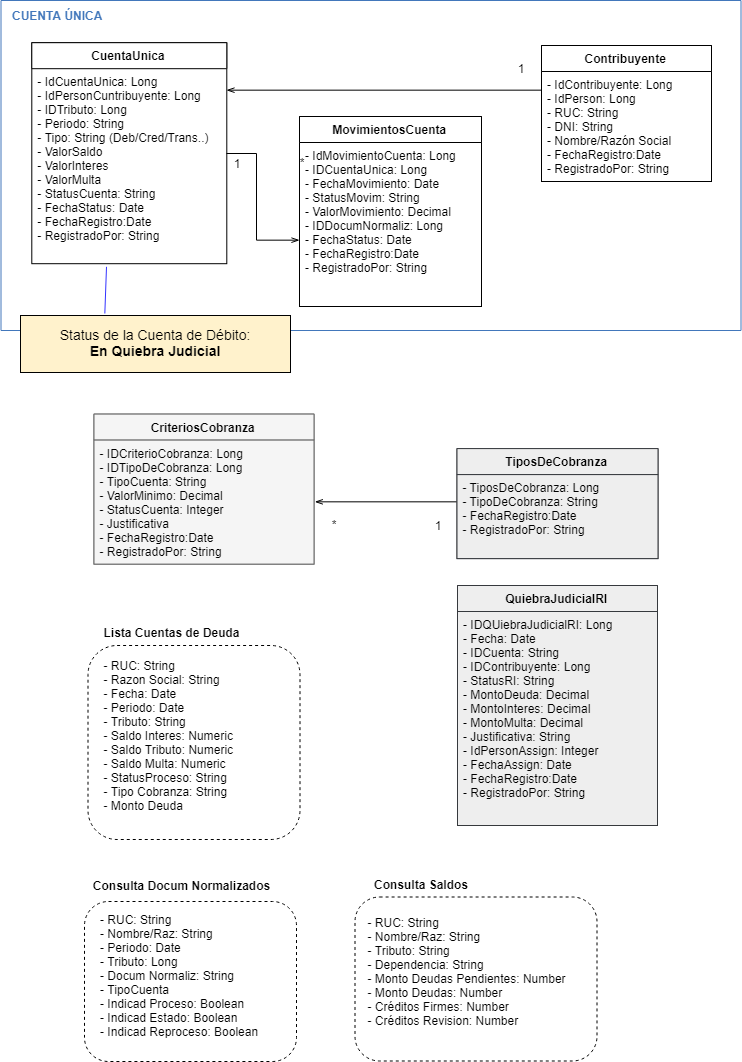 CUENTA ÚNICA
CuentaUnica
- IdCuentaUnica: Long
- IdPersonCuntribuyente: Long
- IDTributo: Long
- Periodo: String
- Tipo: String (Deb/Cred/Trans..)
- ValorSaldo
- ValorInteres
- ValorMulta
- StatusCuenta: String
- FechaStatus: Date
- FechaRegistro:Date
- RegistradoPor: String
1
*
MovimientosCuenta
- IdMovimientoCuenta: Long
- IDCuentaUnica: Long
- FechaMovimiento: Date
- StatusMovim: String
- ValorMovimiento: Decimal
- IDDocumNormaliz: Long
- FechaStatus: Date
- FechaRegistro:Date
- RegistradoPor: String
1
Contribuyente
- IdContribuyente: Long
- IdPerson: Long
- RUC: String
- DNI: String
- Nombre/Razón Social
- FechaRegistro:Date
- RegistradoPor: String
Status de la Cuenta de Débito:
En Quiebra Judicial
CriteriosCobranza
- IDCriterioCobranza: Long
- IDTipoDeCobranza: Long
- TipoCuenta: String
- ValorMinimo: Decimal
- StatusCuenta: Integer
- Justificativa
- FechaRegistro:Date
- RegistradoPor: String
*
1
TiposDeCobranza
- TiposDeCobranza: Long
- TipoDeCobranza: String
- FechaRegistro:Date
- RegistradoPor: String
QuiebraJudicialRI
- IDQUiebraJudicialRI: Long
- Fecha: Date
- IDCuenta: String
- IDContribuyente: Long
- StatusRI: String
- MontoDeuda: Decimal
- MontoInteres: Decimal
- MontoMulta: Decimal
- Justificativa: String
- IdPersonAssign: Integer
- FechaAssign: Date
- FechaRegistro:Date
- RegistradoPor: String
Lista Cuentas de Deuda
- RUC: String
- Razon Social: String
- Fecha: Date
- Periodo: Date
- Tributo: String
- Saldo Interes: Numeric
- Saldo Tributo: Numeric
- Saldo Multa: Numeric
- StatusProceso: String
- Tipo Cobranza: String
- Monto Deuda
Consulta Docum Normalizados
- RUC: String
- Nombre/Raz: String
- Periodo: Date
- Tributo: Long
- Docum Normaliz: String
- TipoCuenta
- Indicad Proceso: Boolean
- Indicad Estado: Boolean
- Indicad Reproceso: Boolean
Consulta Saldos
- RUC: String
- Nombre/Raz: String
- Tributo: String
- Dependencia: String
- Monto Deudas Pendientes: Number
- Monto Deudas: Number
- Créditos Firmes: Number
- Créditos Revision: Number